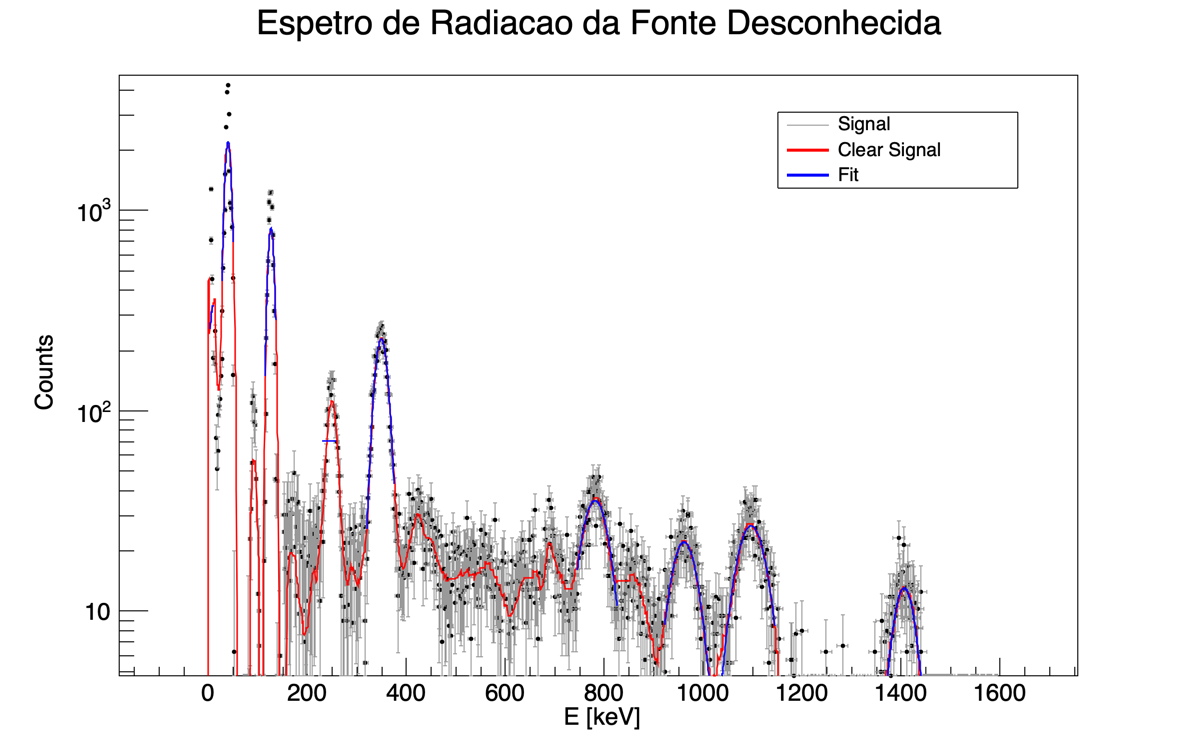 Espetro de Radiacao da Fonte Desconhecida
Signal
Clear Signal
Fit
Counts
10³
10²
10
0 200 400 600 800 1000 1200 1400 1600
E [keV]